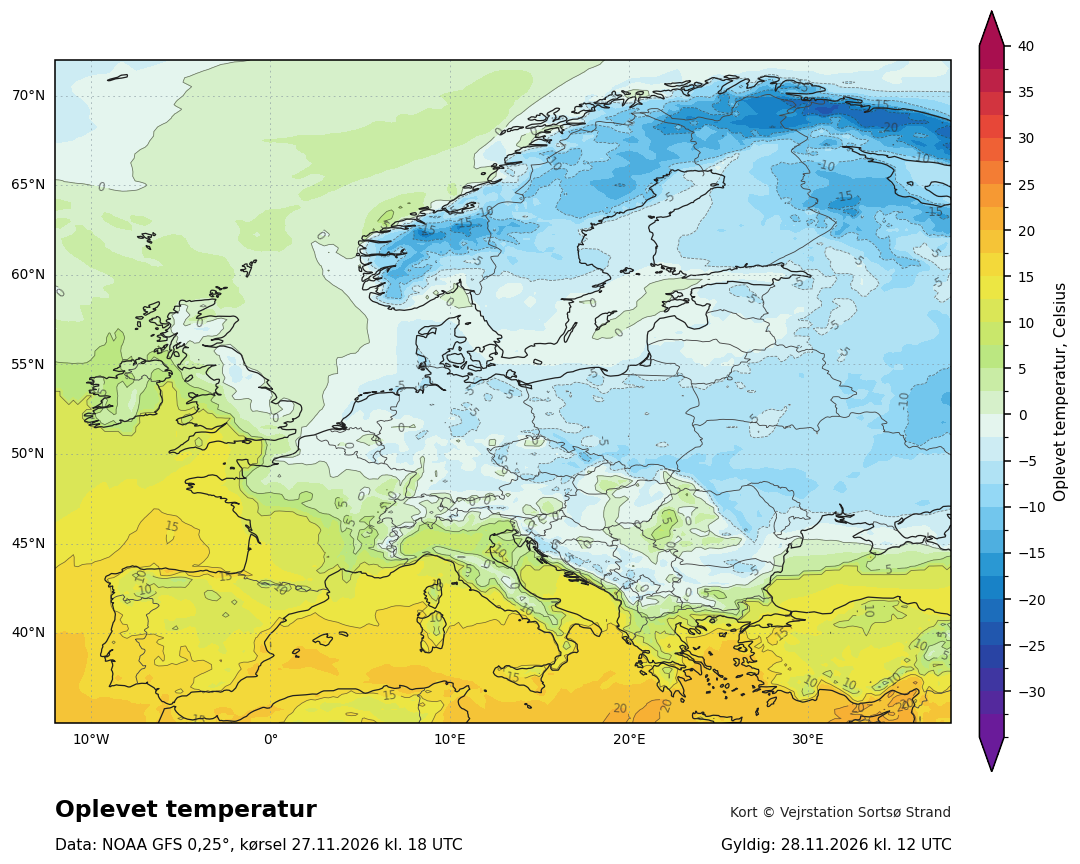 40
35
30
25
20
15
10
5
0
−5
−10
−15
−20
−25
−30
Oplevet temperatur, Celsius
70°N
65°N
60°N
55°N
50°N
45°N
40°N
10°W
0°
10°E
20°E
30°E
Oplevet temperatur
Kort © Vejrstation Sortsø Strand
Data: NOAA GFS 0,25°, kørsel 27.11.2026 kl. 18 UTC
Gyldig: 28.11.2026 kl. 12 UTC